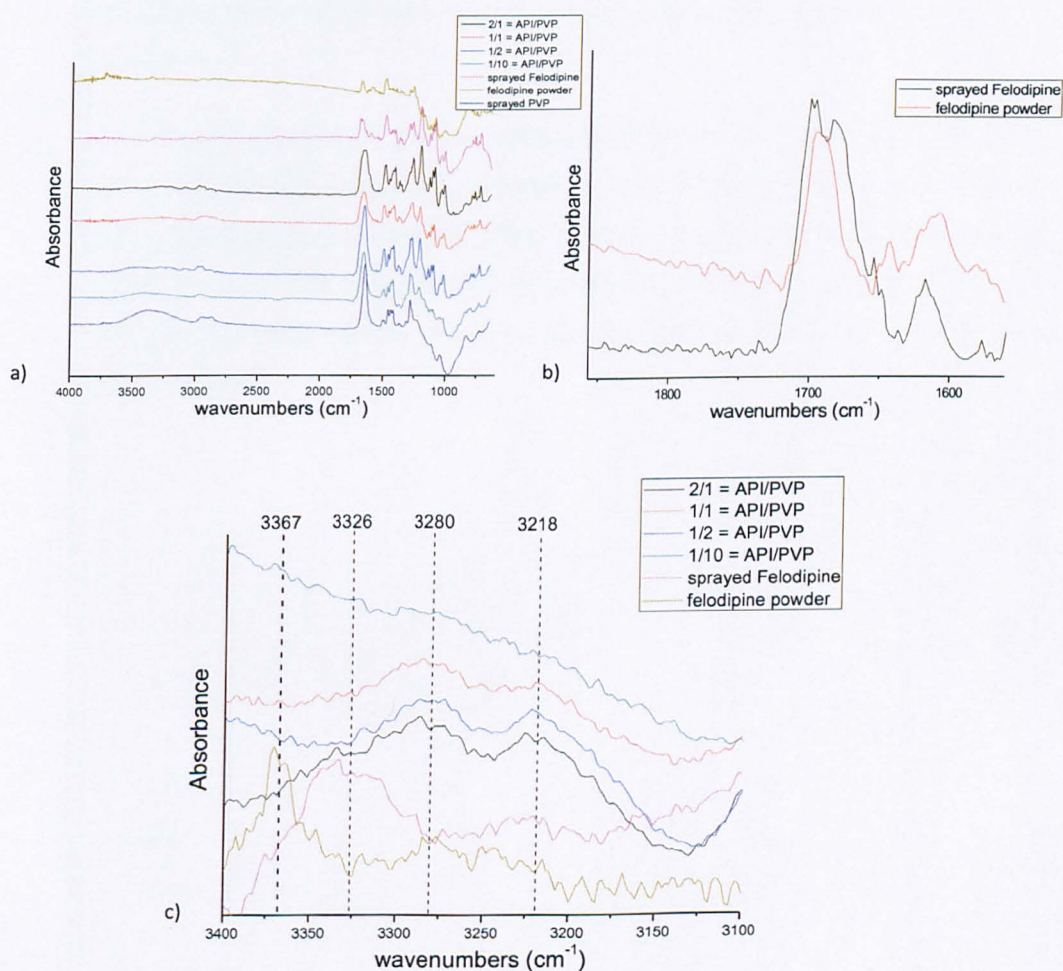 2/1 = API/PVP
1/1 = API/PVP
1/2 = API/PVP
1/10 = API/PVP
sprayed Felodipine
felodipine powder
sprayed PVP
Absorbance
4000 3500 3000 2500 2000 1500 1000
wavenumbers (cm-1)
a)
sprayed Felodipine
felodipine powder
Absorbance
1800 1700 1600
wavenumbers (cm-1)
b)
2/1 = API/PVP
1/1 = API/PVP
1/2 = API/PVP
1/10 = API/PVP
sprayed Felodipine
felodipine powder
3367 3326 3280 3218
Absorbance
c)
3400 3350 3300 3250 3200 3150 3100
wavenumbers (cm-1)